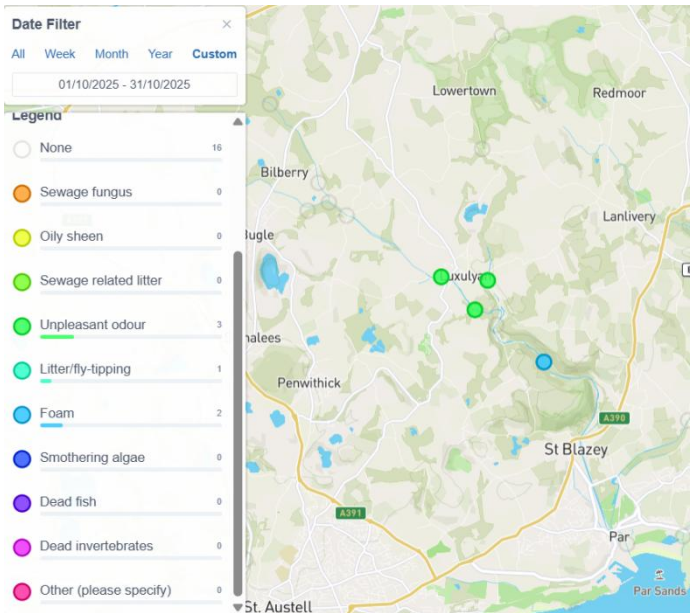 Date Filter ×
All Week Month Year Custom
01/10/2025 - 31/10/2025
Legend
None 16
Sewage fungus 0
Oily sheen 0
Sewage related litter 0
Unpleasant odour 3
Litter/fly-tipping 1
Foam 2
Smothering algae 0
Dead fish 0
Dead invertebrates 0
Other (please specify) 0
Lowertown
Redmoor
Bilberry
Lanlivery
Bugle
uxulya
nalees
Penwithick
A390
St Blazey
A391
Par
Par Sands
St. Austell